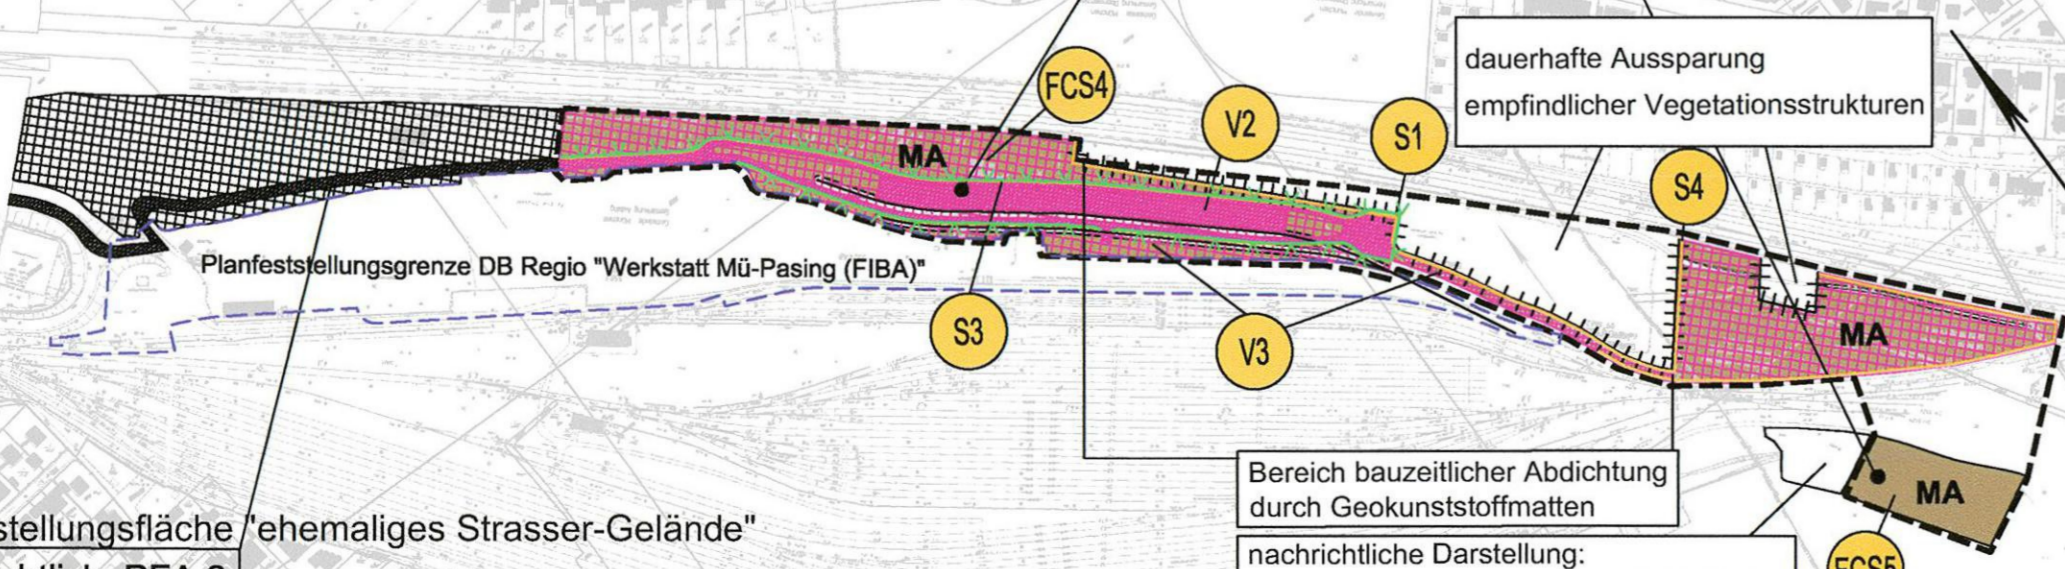 dauerhafte Aussparung
empfindlicher Vegetationsstrukturen
FCS4
V2
S1
S4
MA
Planfeststellungsgrenze DB Regio "Werkstatt Mü-Pasing (FIBA)"
S3
V3
MA
Bereich bauzeitlicher Abdichtung
durch Geokunststoffmatten
MA
stellungsfläche "ehemaliges Strasser-Gelände"
nachrichtliche Darstellung:
FCS5